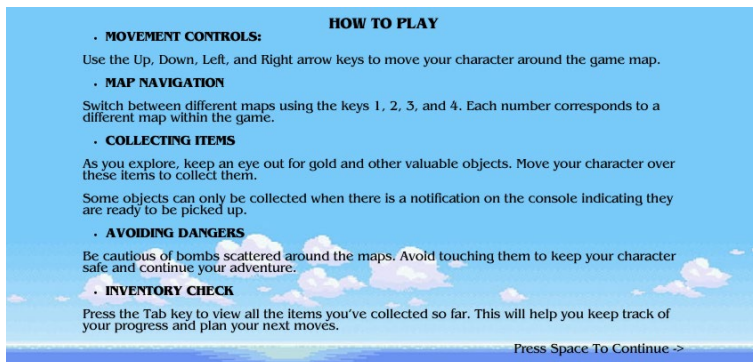 HOW TO PLAY
• MOVEMENT CONTROLS:
Use the Up, Down, Left, and Right arrow keys to move your character around the game map.
• MAP NAVIGATION
Switch between different maps using the keys 1, 2, 3, and 4. Each number corresponds to a
different map within the game.
• COLLECTING ITEMS
As you explore, keep an eye out for gold and other valuable objects. Move your character over
these items to collect them.
Some objects can only be collected when there is a notification on the console indicating they
are ready to be picked up.
• AVOIDING DANGERS
Be cautious of bombs scattered around the maps. Avoid touching them to keep your character
safe and continue your adventure.
• INVENTORY CHECK
Press the Tab key to view all the items you've collected so far. This will help you keep track of
your progress and plan your next moves.
Press Space To Continue ->